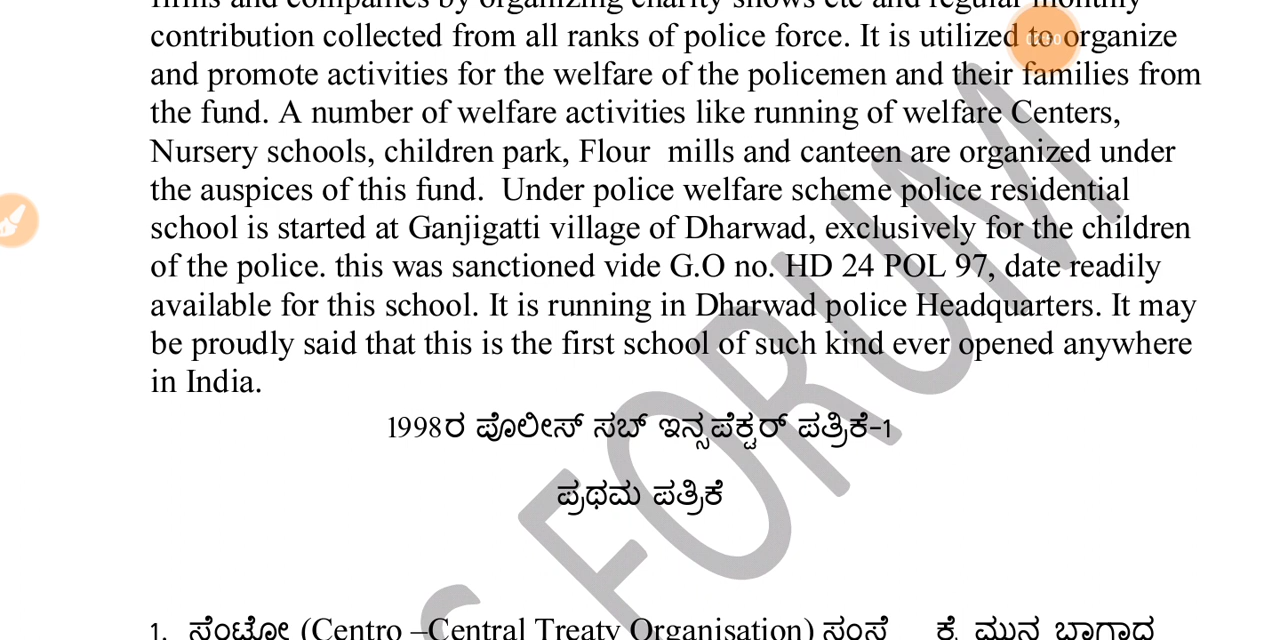 firms and companies by organizing charity shows etc and regular monthly
contribution collected from all ranks of police force. It is utilized to organize
and promote activities for the welfare of the policemen and their families from
the fund. A number of welfare activities like running of welfare Centers,
Nursery schools, children park, Flour mills and canteen are organized under
the auspices of this fund. Under police welfare scheme police residential
school is started at Ganjigatti village of Dharwad, exclusively for the children
of the police. this was sanctioned vide G.O no. HD 24 POL 97, date readily
available for this school. It is running in Dharwad police Headquarters. It may
be proudly said that this is the first school of such kind ever opened anywhere
in India.
1998ರ ಪೊಲೀಸ್ ಸಬ್ ಇನ್ಸಪೆಕ್ಟರ್ ಪತ್ರಿಕೆ-1
ಪ್ರಥಮ ಪತ್ರಿಕೆ
S FORUM
1. ಸೆಂಟೋ (Centro –Central Treaty Organisation)